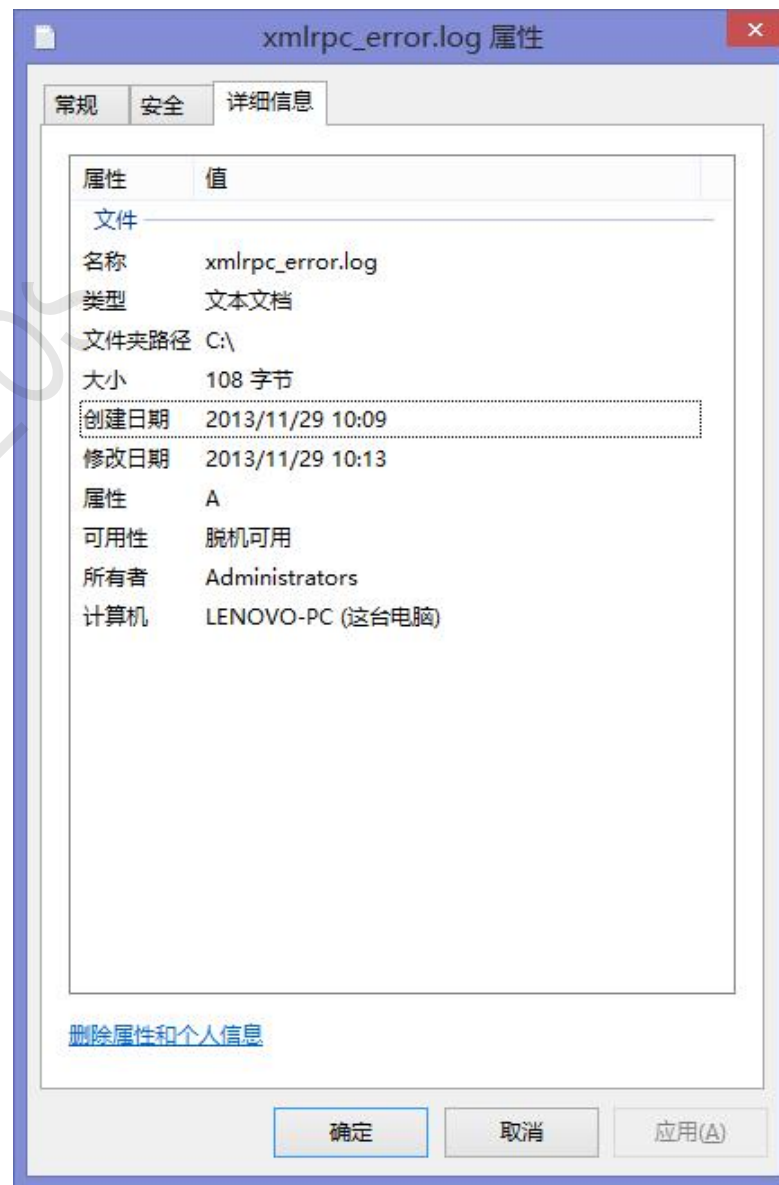 xmlrpc_error.log 属性
常规 安全 详细信息
属性 值
文件
名称 xmlrpc_error.log
类型 文本文档
文件夹路径 C:\
大小 108 字节
创建日期 2013/11/29 10:09
修改日期 2013/11/29 10:13
属性 A
可用性 脱机可用
所有者 Administrators
计算机 LENOVO-PC (这台电脑)
删除属性和个人信息
确定 取消 应用(A)